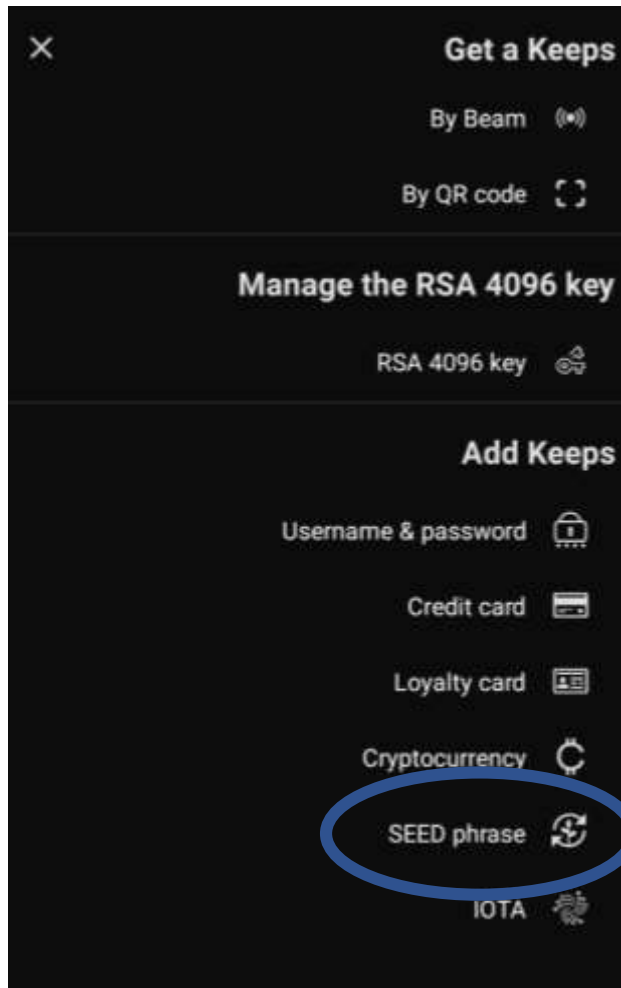 Get a Keeps
By Beam
By QR code
Manage the RSA 4096 key
RSA 4096 key
Add Keeps
Username & password
Credit card
Loyalty card
Cryptocurrency
SEED phrase
IOTA